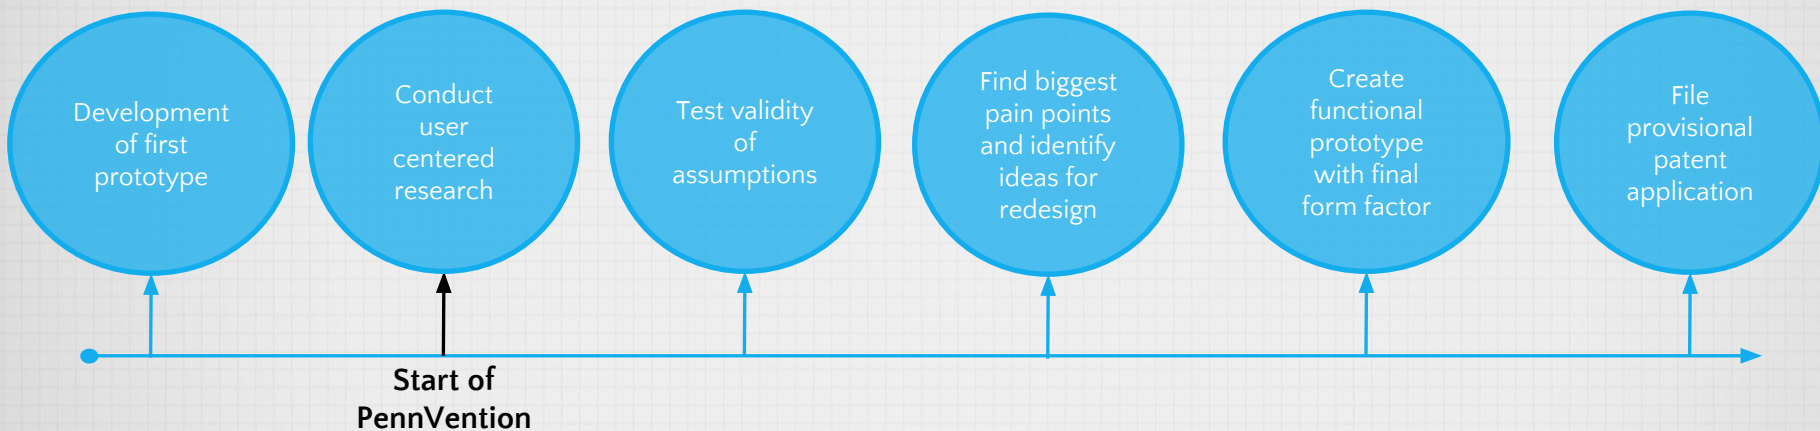 Development
of first
prototype
Conduct
user
centered
research
Test validity
of
assumptions
Find biggest
pain points
and identify
ideas for
redesign
Create
functional
prototype
with final
form factor
File
provisional
patent
application
Start of
PennVention